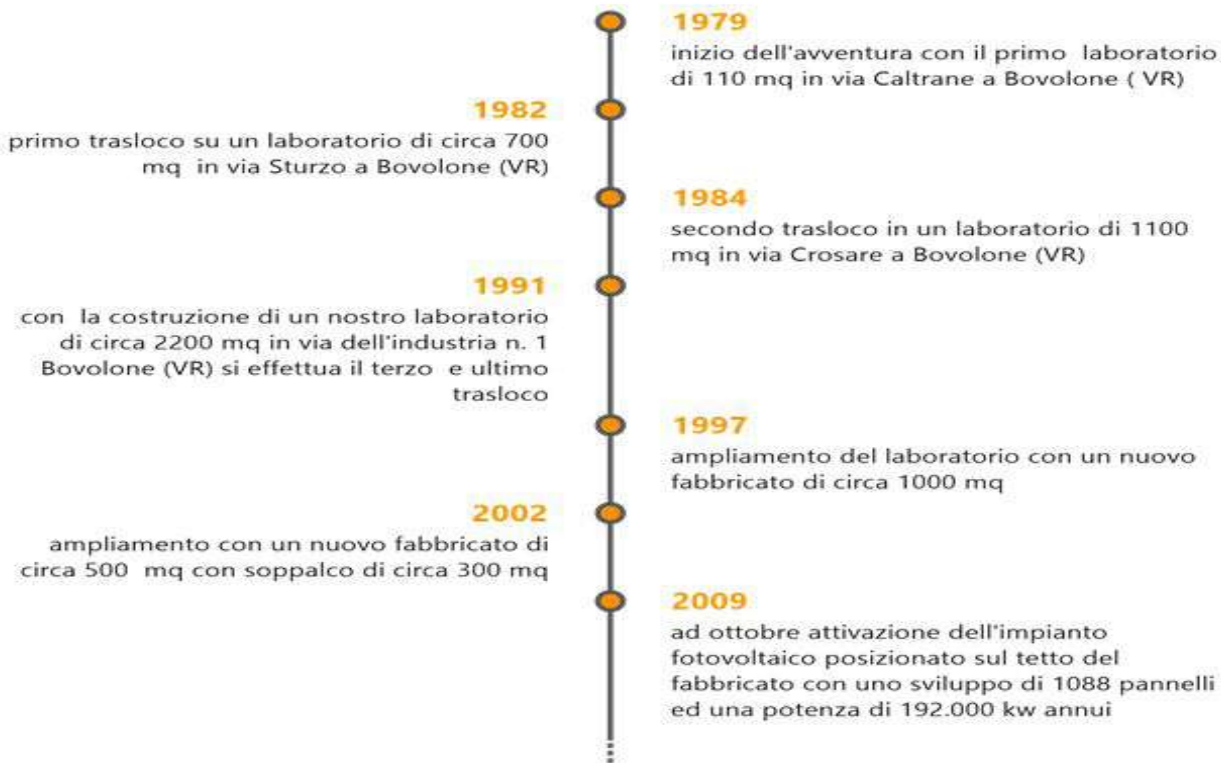 1979
inizio dell'avventura con il primo laboratorio
di 110 mq in via Caltrane a Bovolone ( VR)
1982
primo trasloco su un laboratorio di circa 700
mq in via Sturzo a Bovolone (VR)
1984
secondo trasloco in un laboratorio di 1100
mq in via Crosare a Bovolone (VR)
1991
con la costruzione di un nostro laboratorio
di circa 2200 mq in via dell'industria n. 1
Bovolone (VR) si effettua il terzo e ultimo
trasloco
1997
ampliamento del laboratorio con un nuovo
fabbricato di circa 1000 mq
2002
ampliamento con un nuovo fabbricato di
circa 500 mq con soppalco di circa 300 mq
2009
ad ottobre attivazione dell'impianto
fotovoltaico posizionato sul tetto del
fabbricato con uno sviluppo di 1088 pannelli
ed una potenza di 192.000 kw annui